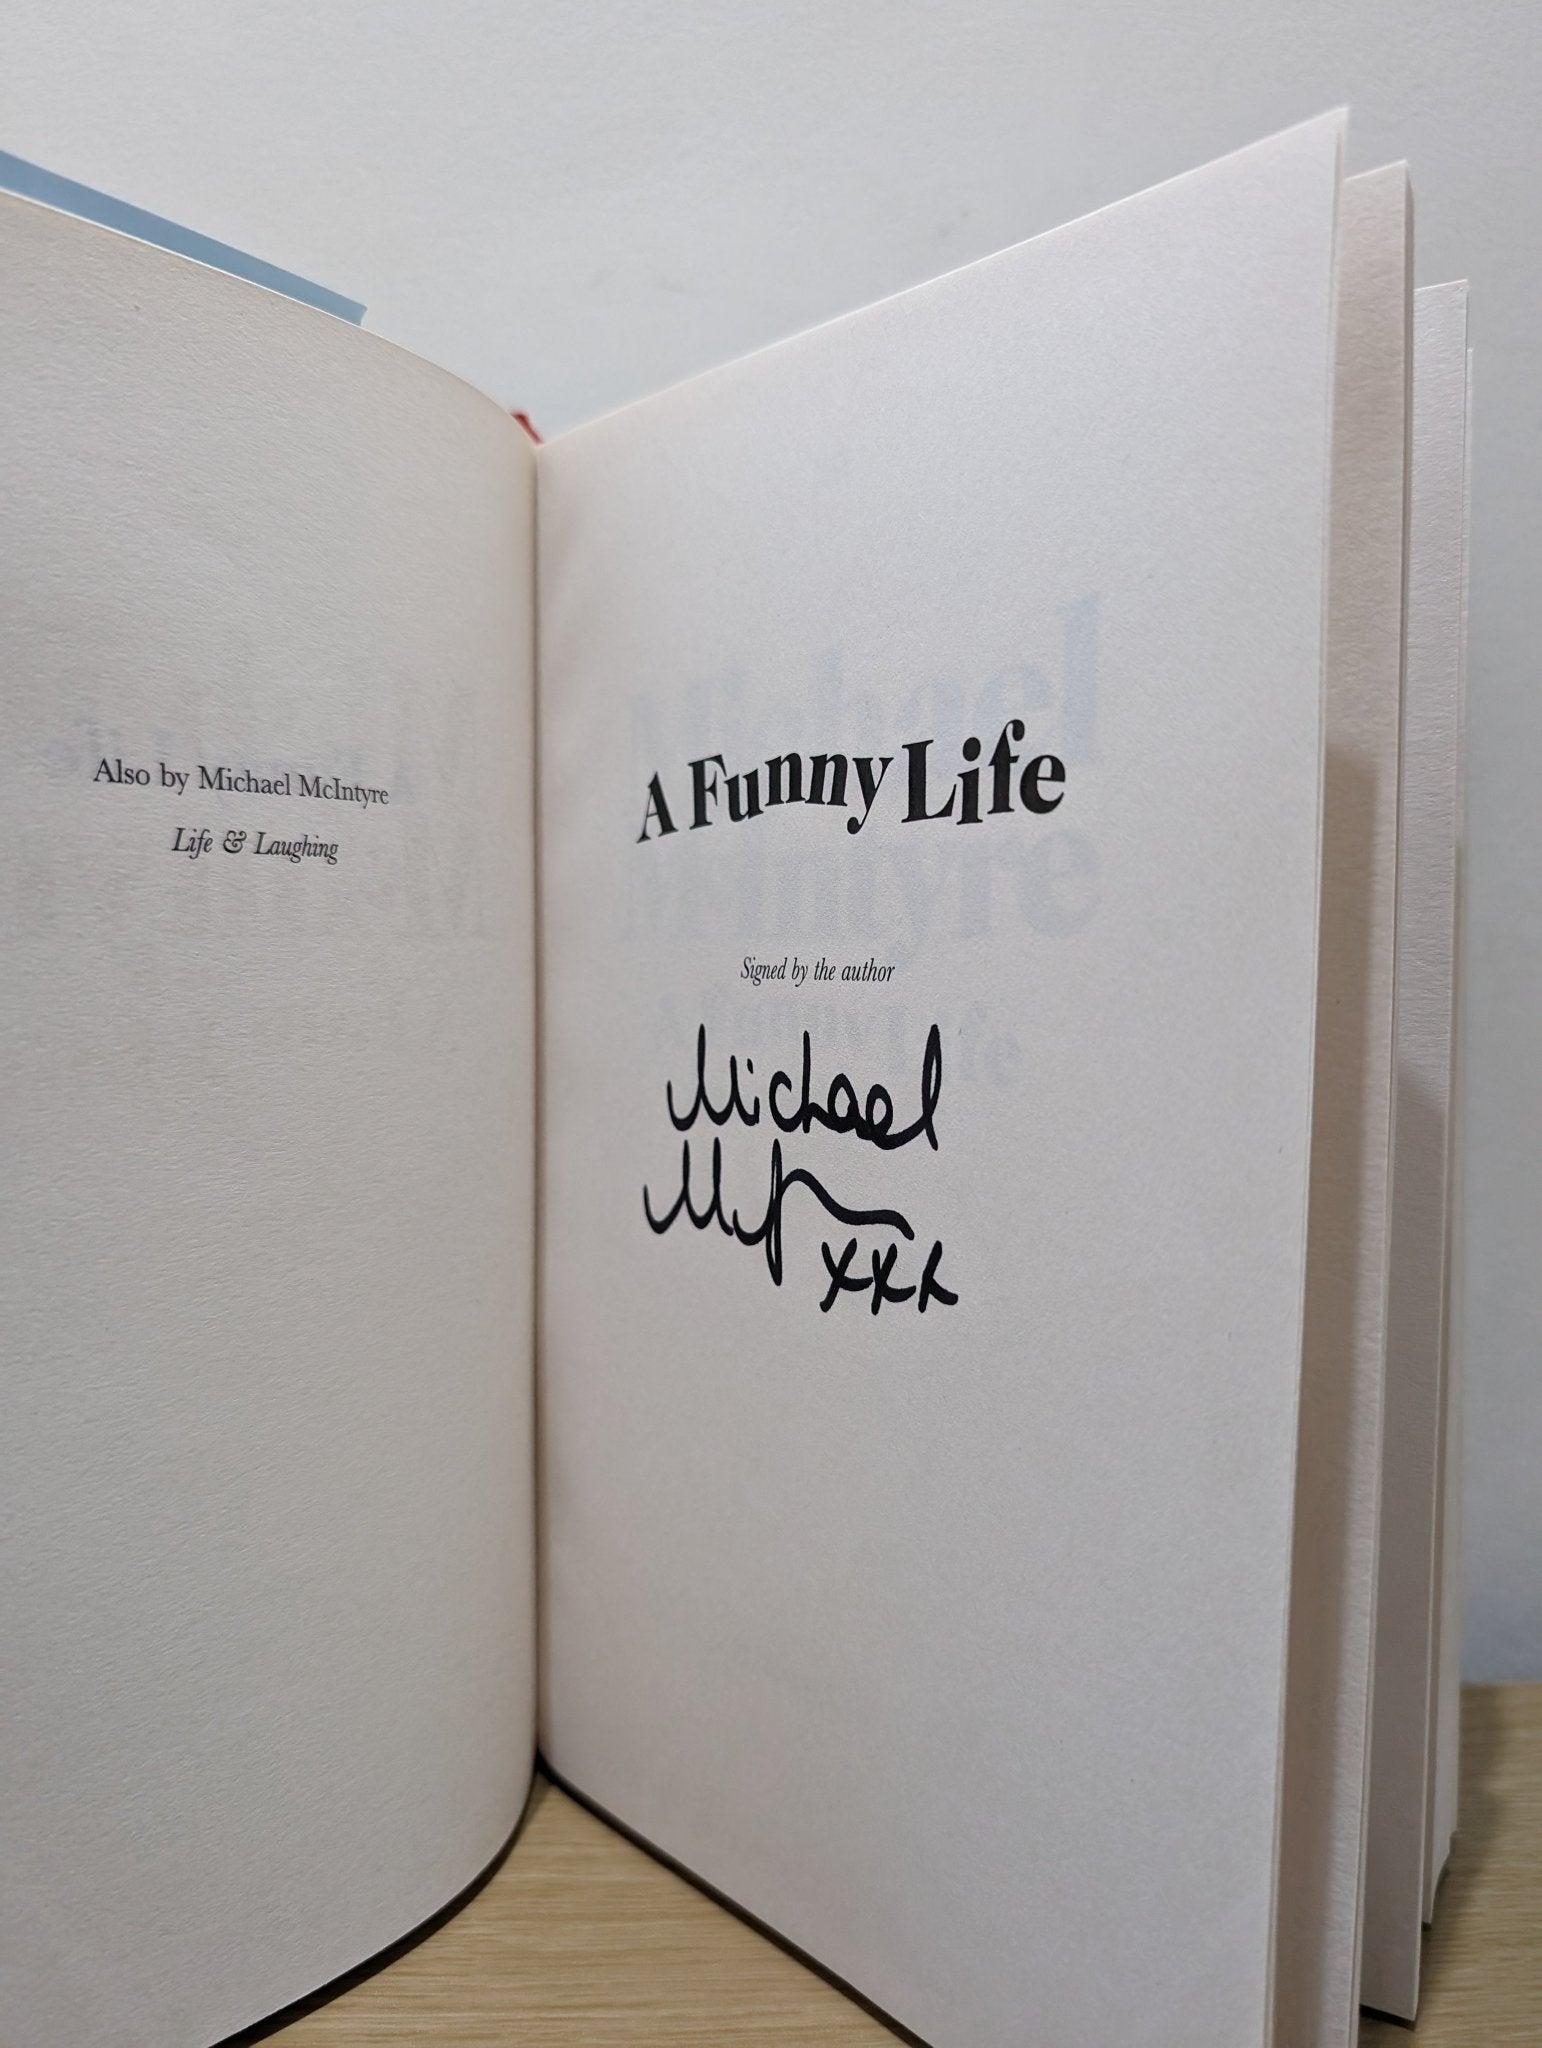 Also by Michael McIntyre
Life & Laughing
A Funny Life
Signed by the author
Michael
xxx